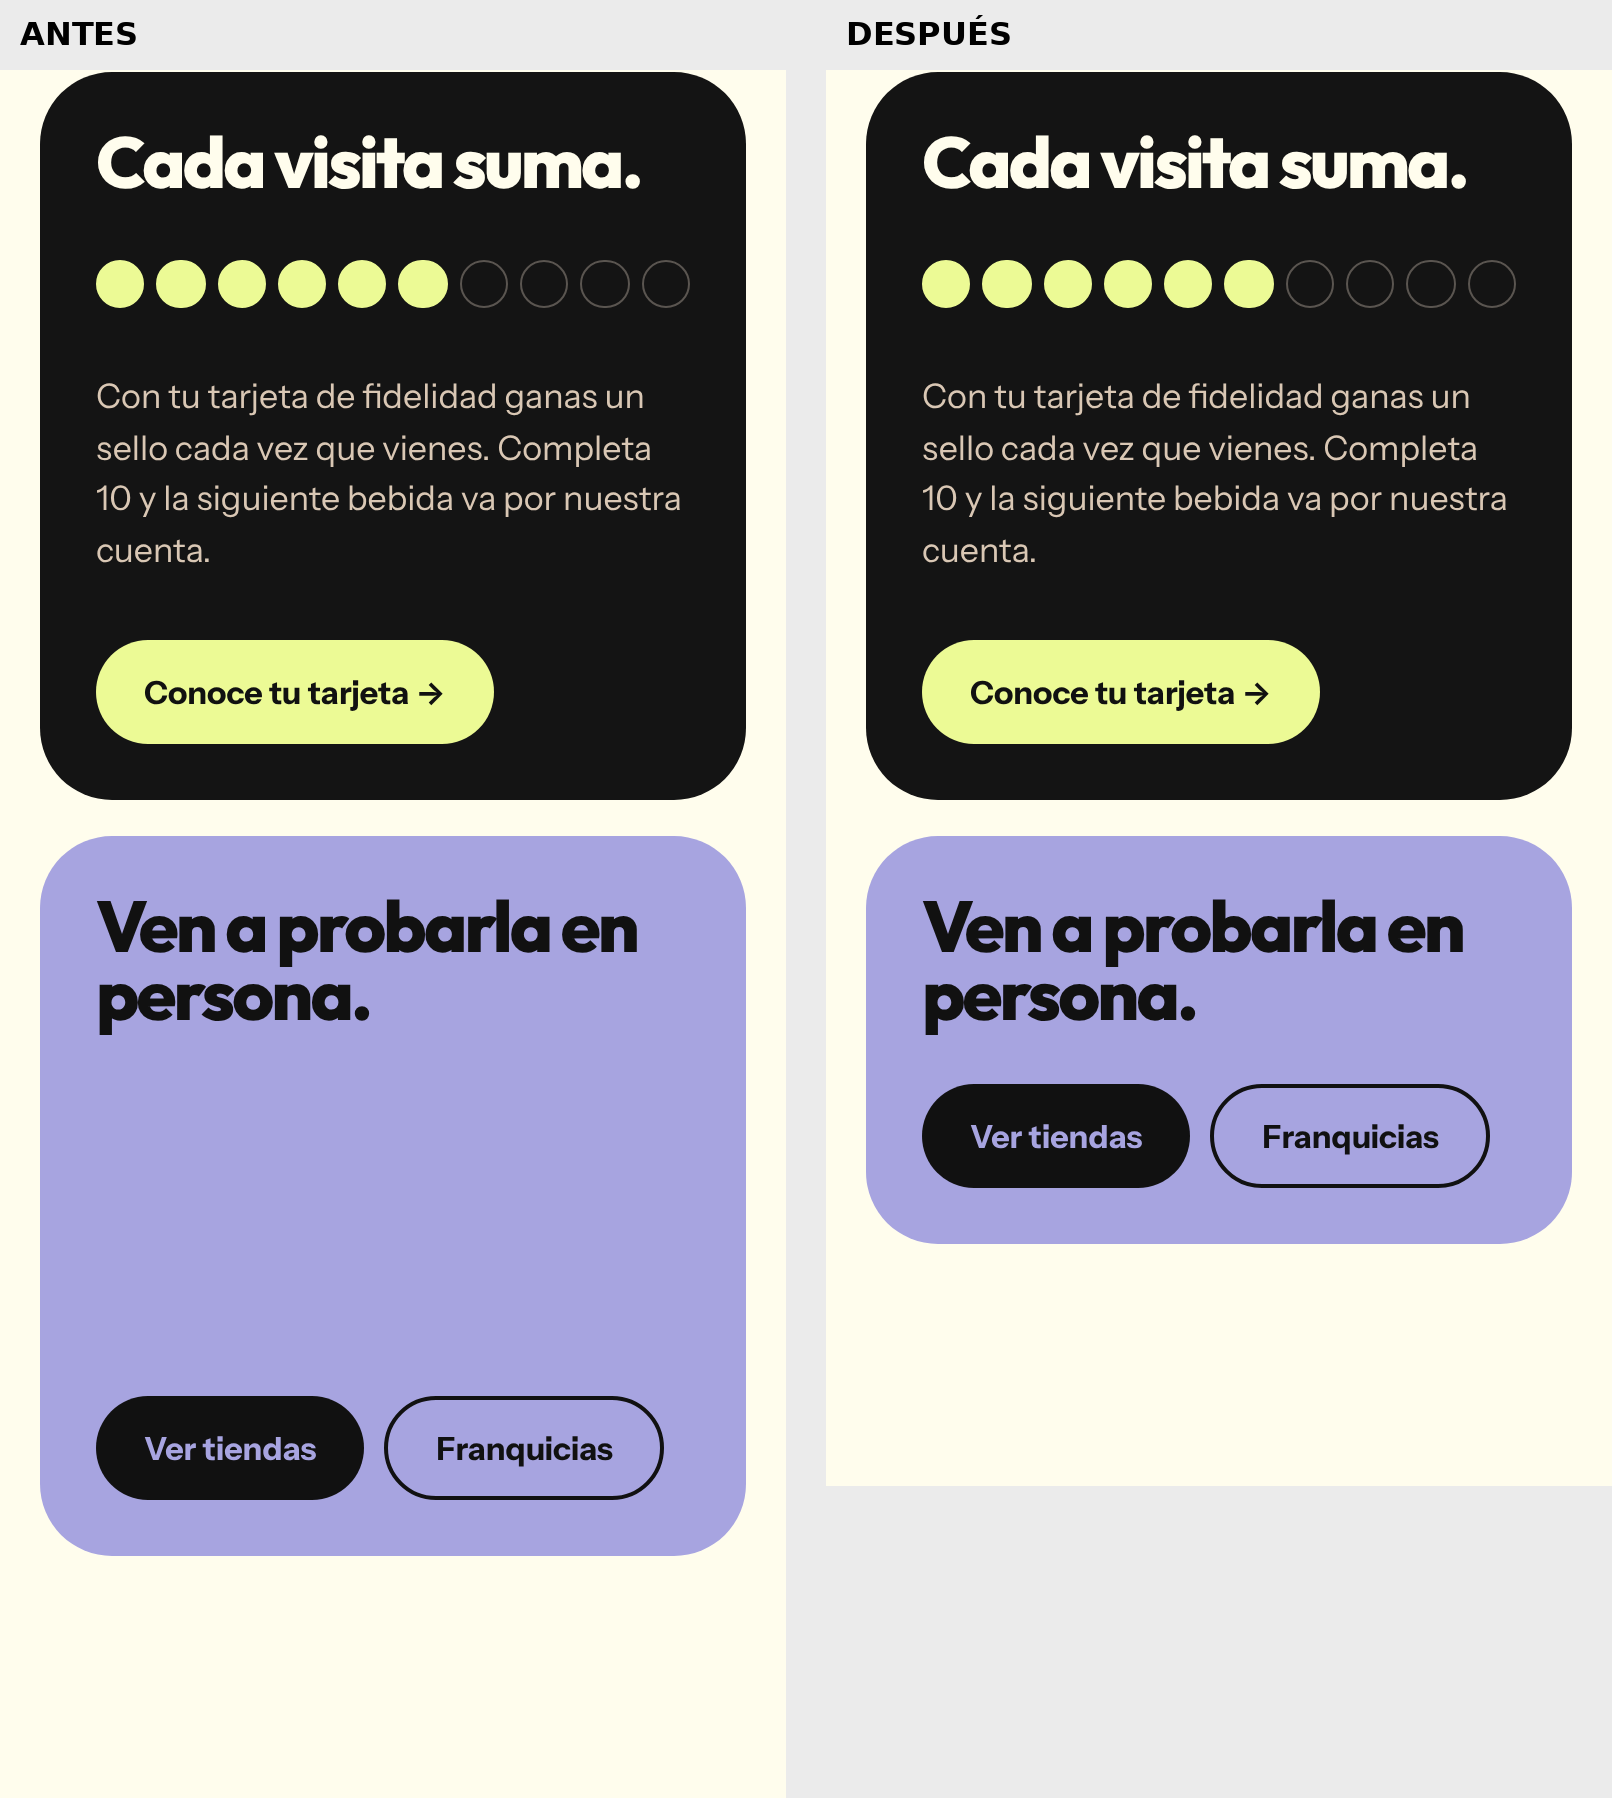 ANTES
Cada visita suma.
Con tu tarjeta de fidelidad ganas un
sello cada vez que vienes. Completa
10 y la siguiente bebida va por nuestra
cuenta.
Conoce tu tarjeta →
Ven a probarla en
persona.
Ver tiendas
Franquicias
DESPUÉS
Cada visita suma.
Con tu tarjeta de fidelidad ganas un
sello cada vez que vienes. Completa
10 y la siguiente bebida va por nuestra
cuenta.
Conoce tu tarjeta →
Ven a probarla en
persona.
Ver tiendas
Franquicias